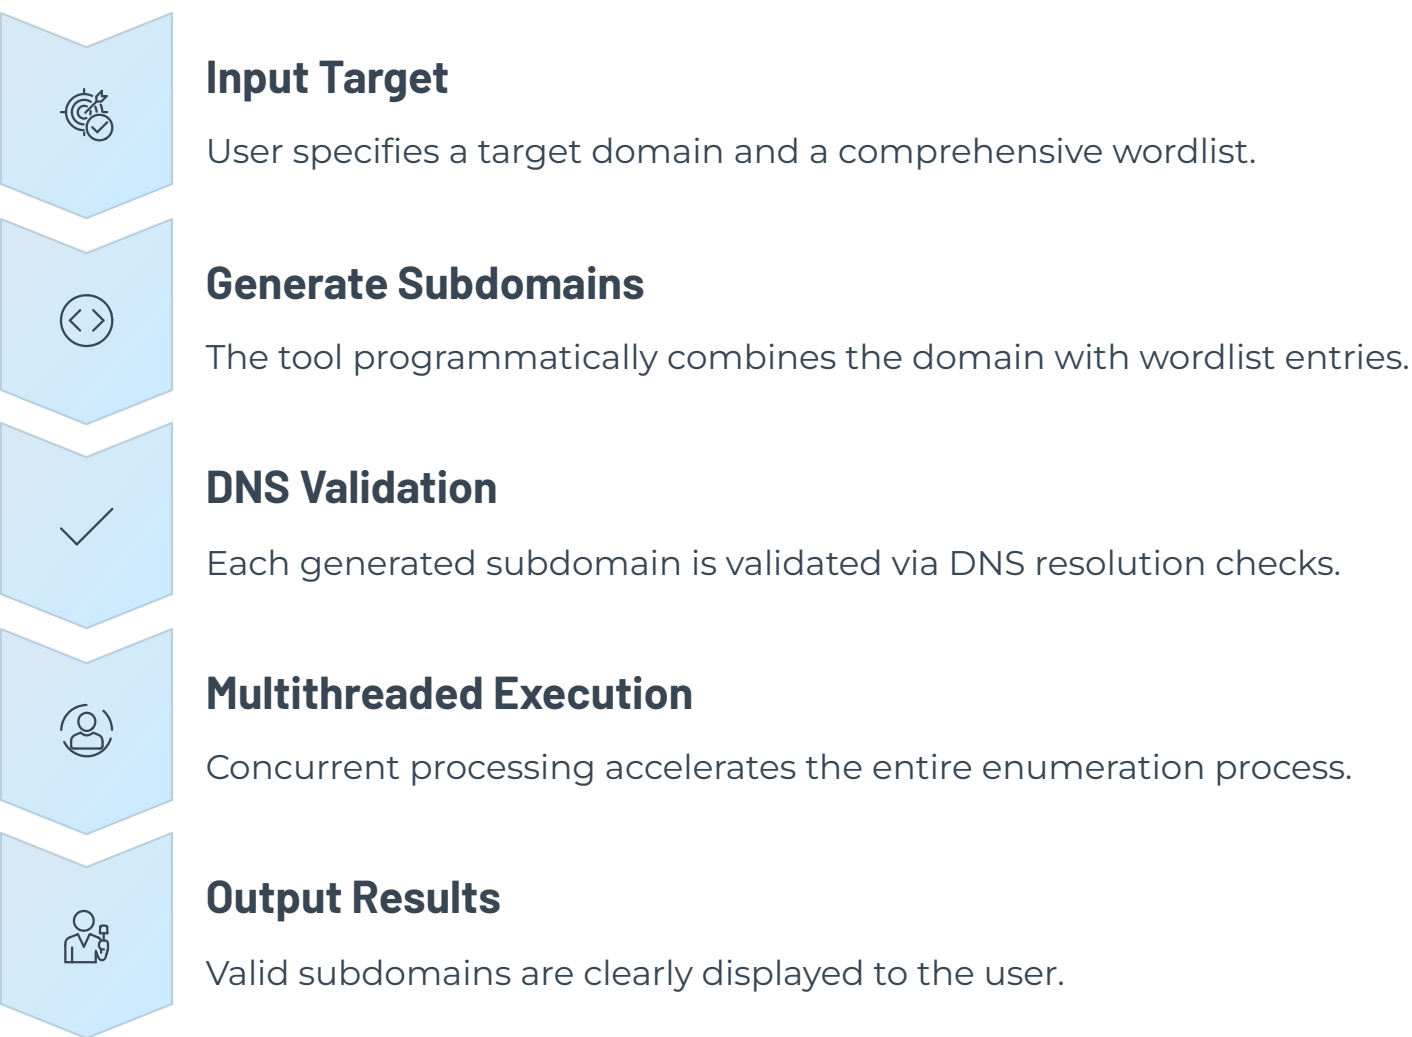 Input Target
User specifies a target domain and a comprehensive wordlist.
Generate Subdomains
The tool programmatically combines the domain with wordlist entries.
DNS Validation
Each generated subdomain is validated via DNS resolution checks.
Multithreaded Execution
Concurrent processing accelerates the entire enumeration process.
Output Results
Valid subdomains are clearly displayed to the user.